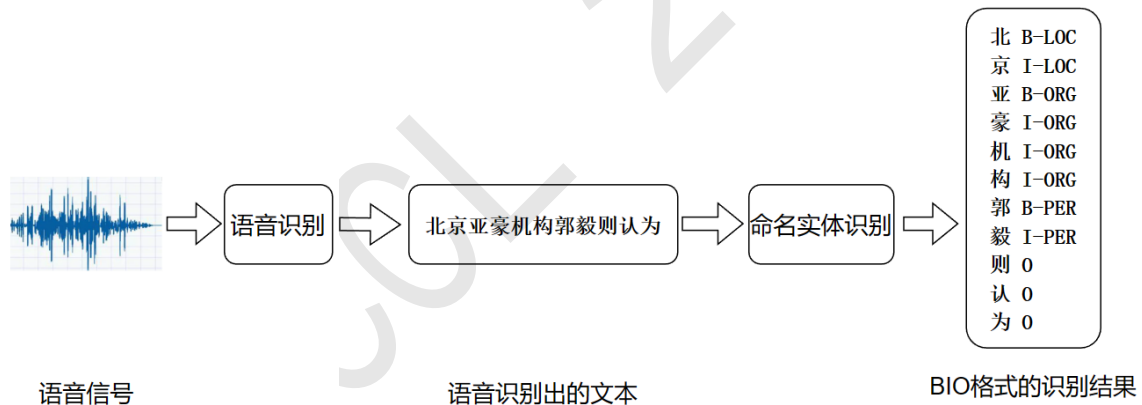 语音识别
北京亚豪机构郭毅则认为
命名实体识别
北 B-LOC
京 I-LOC
亚 B-ORG
豪 I-ORG
机 I-ORG
构 I-ORG
郭 B-PER
毅 I-PER
则 O
认 O
为 O
语音信号
语音识别出的文本
BIO格式的识别结果